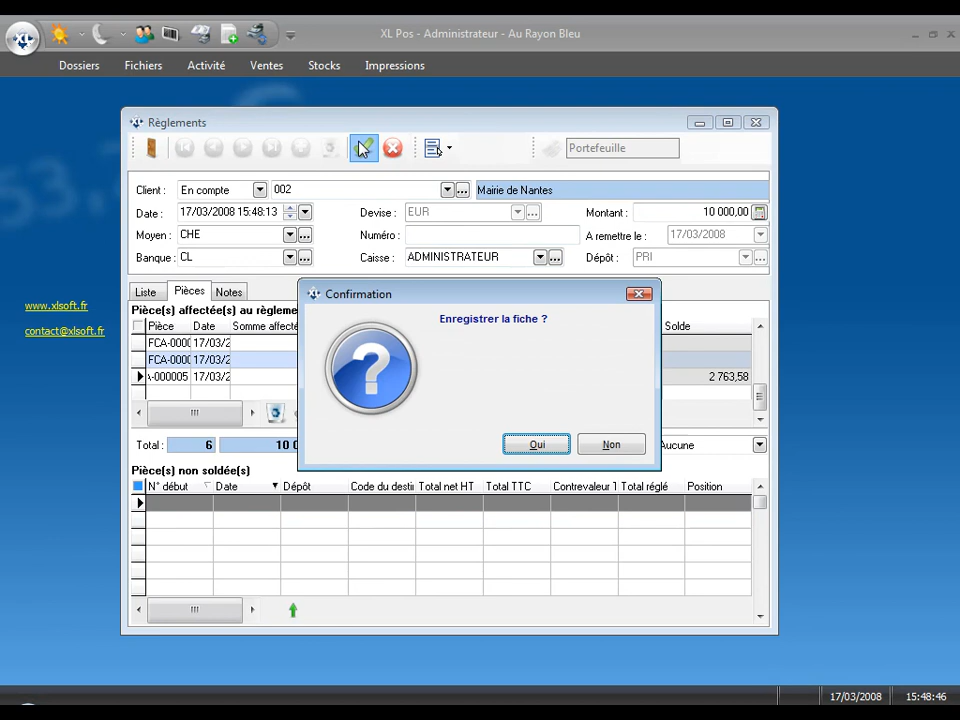 XL Pos - Administrateur - Au Rayon Bleu
Dossiers Fichiers Activité Ventes Stocks Impressions
Règlements
Portefeuille
Client : En compte 002 Mairie de Nantes
Date : 17/03/2008 15:48:13 Devise : EUR Montant : 10 000,00
Moyen : CHE Numéro : A remettre le : 17/03/2008
Banque : CL Caisse : ADMINISTRATEUR Dépôt : PRI
Liste Pièces Notes
www.xlsoft.fr
contact@xlsoft.fr
Pièce(s) affectée(s) au règleme
Pièce Date Somme affecté Solde
FCA-000 17/03/2
FCA-000 17/03/2
-000005 17/03/2 2 763,58
Confirmation
Enregistrer la fiche ?
Oui Non
Total : 6 10 0 Aucune
Pièce(s) non soldée(s)
N° début Date Dépôt Code du desti Total net HT Total TTC Contrevaleur T Total réglé Position
17/03/2008 15:48:46